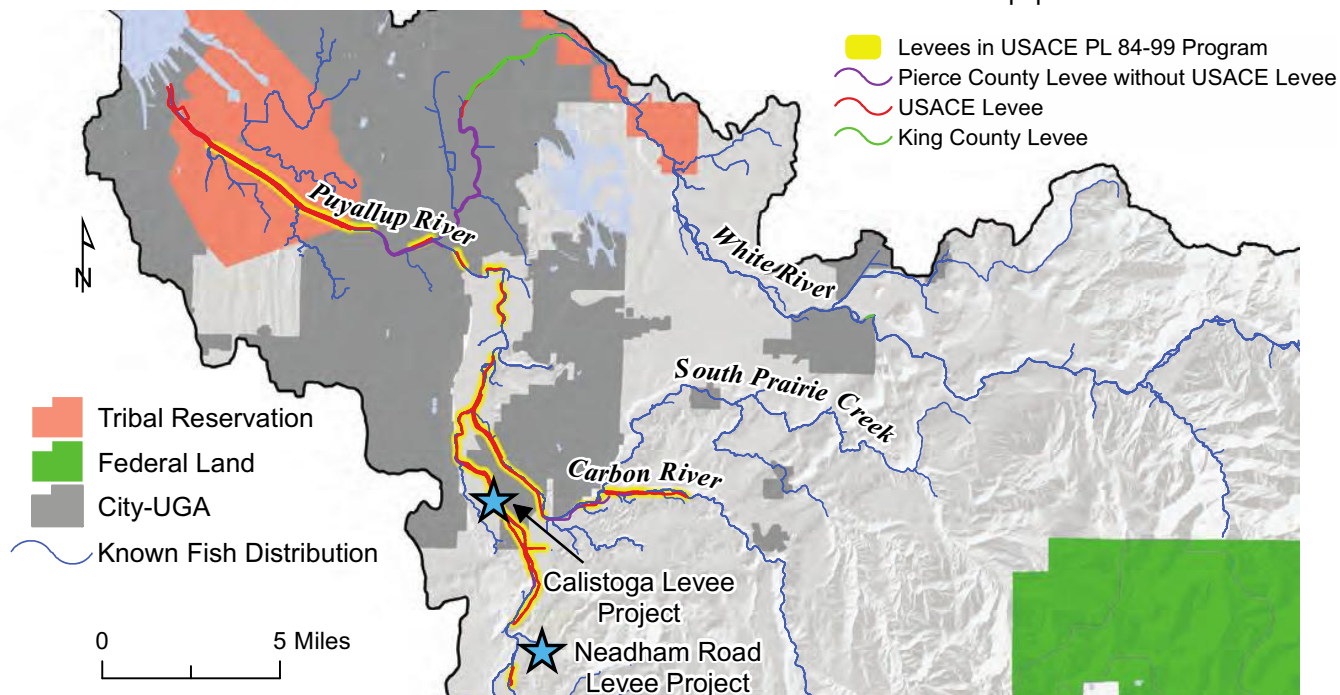 Levees in USACE PL 84-99 Program
Pierce County Levee without USACE Levee
USACE Levee
King County Levee
Puyallup River
White River
N
South Prairie Creek
Tribal Reservation
Federal Land
City-UGA
Known Fish Distribution
Carbon River
Calistoga Levee
Project
0 5 Miles
Neadham Road
Levee Project